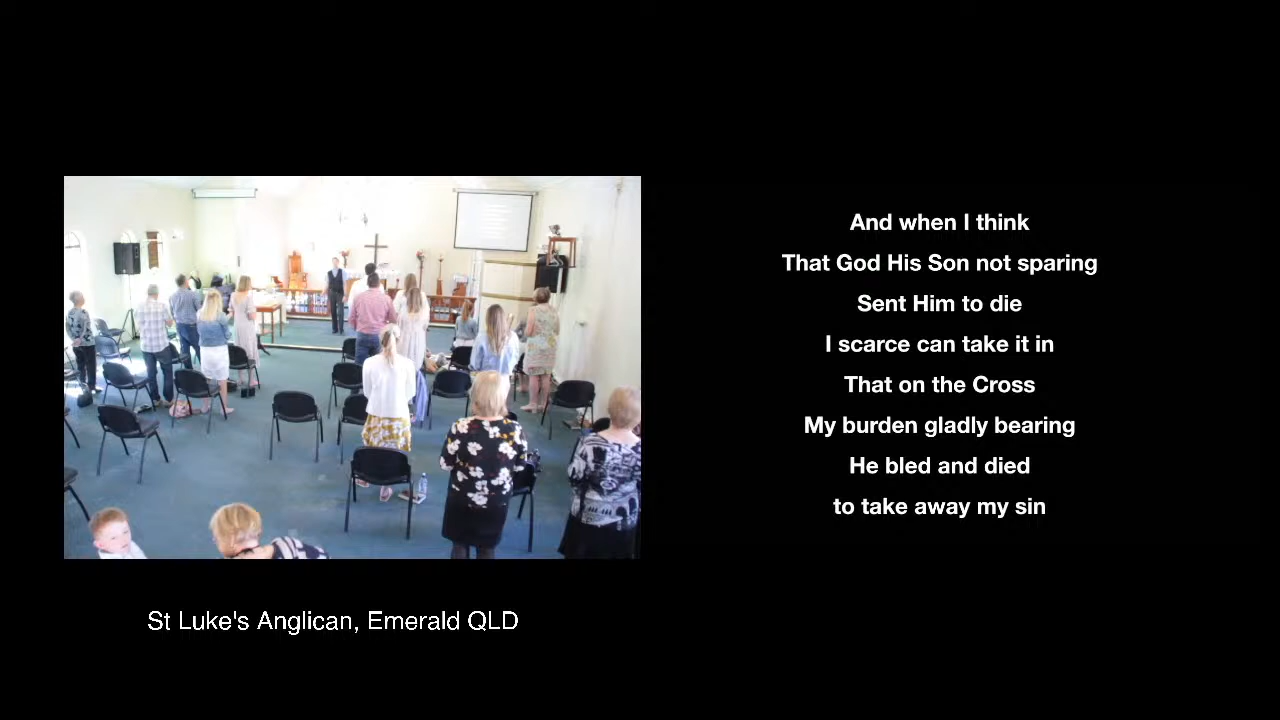 And when I think
That God His Son not sparing
Sent Him to die
I scarce can take it in
That on the Cross
My burden gladly bearing
He bled and died
to take away my sin
St Luke's Anglican, Emerald QLD